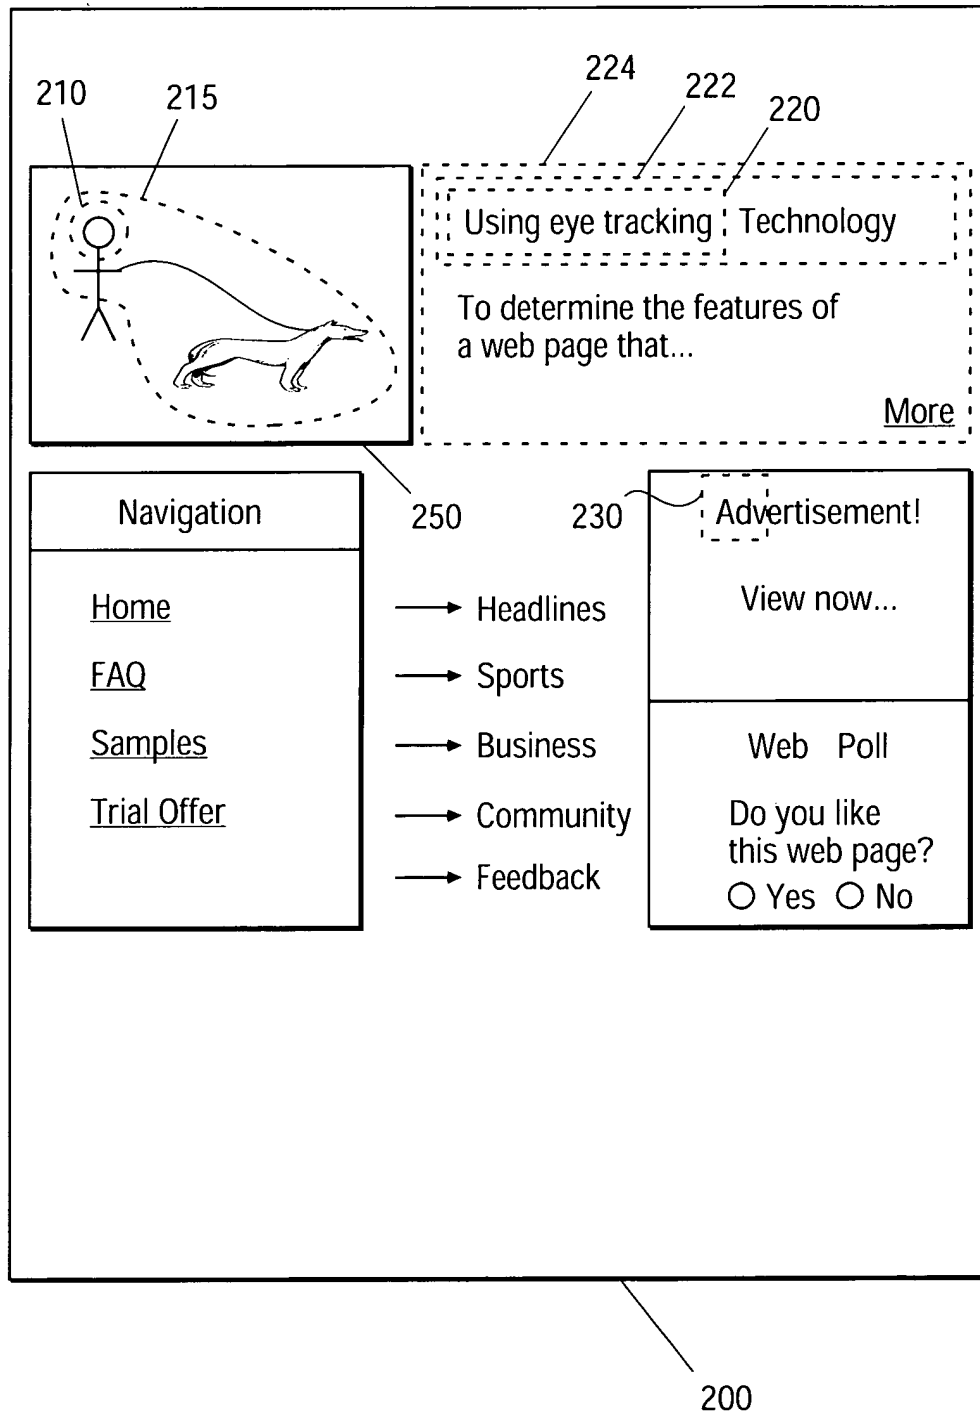 224
222
210
215
220
Using eye tracking Technology
To determine the features of
a web page that...
More
250
230
Navigation
Home
FAQ
Samples
Trial Offer
Headlines
Sports
Business
Community
Feedback
Advertisement!
View now...
Web Poll
Do you like
this web page?
Yes No
200